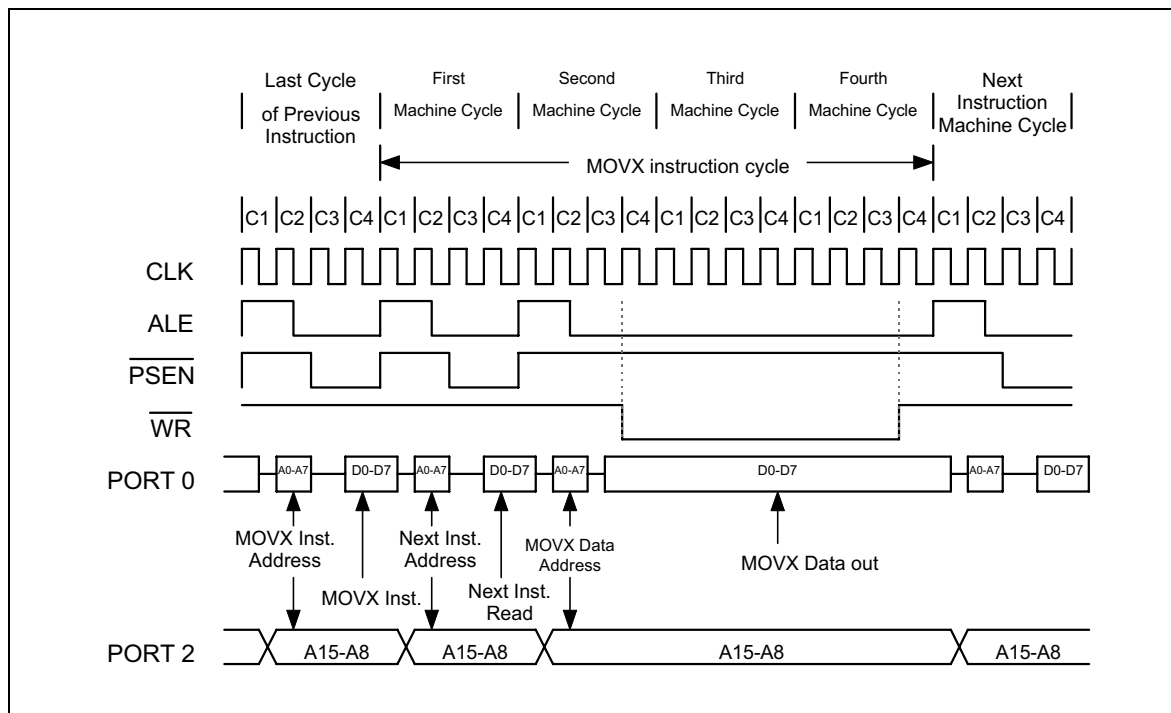 Last Cycle
of Previous
Instruction
First
Machine Cycle
Second
Machine Cycle
Third
Machine Cycle
Fourth
Machine Cycle
Next
Instruction
Machine Cycle
MOVX instruction cycle
C1 C2 C3 C4 C1 C2 C3 C4 C1 C2 C3 C4 C1 C2 C3 C4 C1 C2 C3 C4 C1 C2 C3 C4
CLK
ALE
PSEN
WR
PORT 0
A0-A7 D0-D7 A0-A7 D0-D7 A0-A7 D0-D7 A0-A7 D0-D7
MOVX Inst.
Address
MOVX Inst.
Next Inst.
Address
Next Inst.
Read
MOVX Data
Address
MOVX Data out
PORT 2
A15-A8 A15-A8 A15-A8 A15-A8